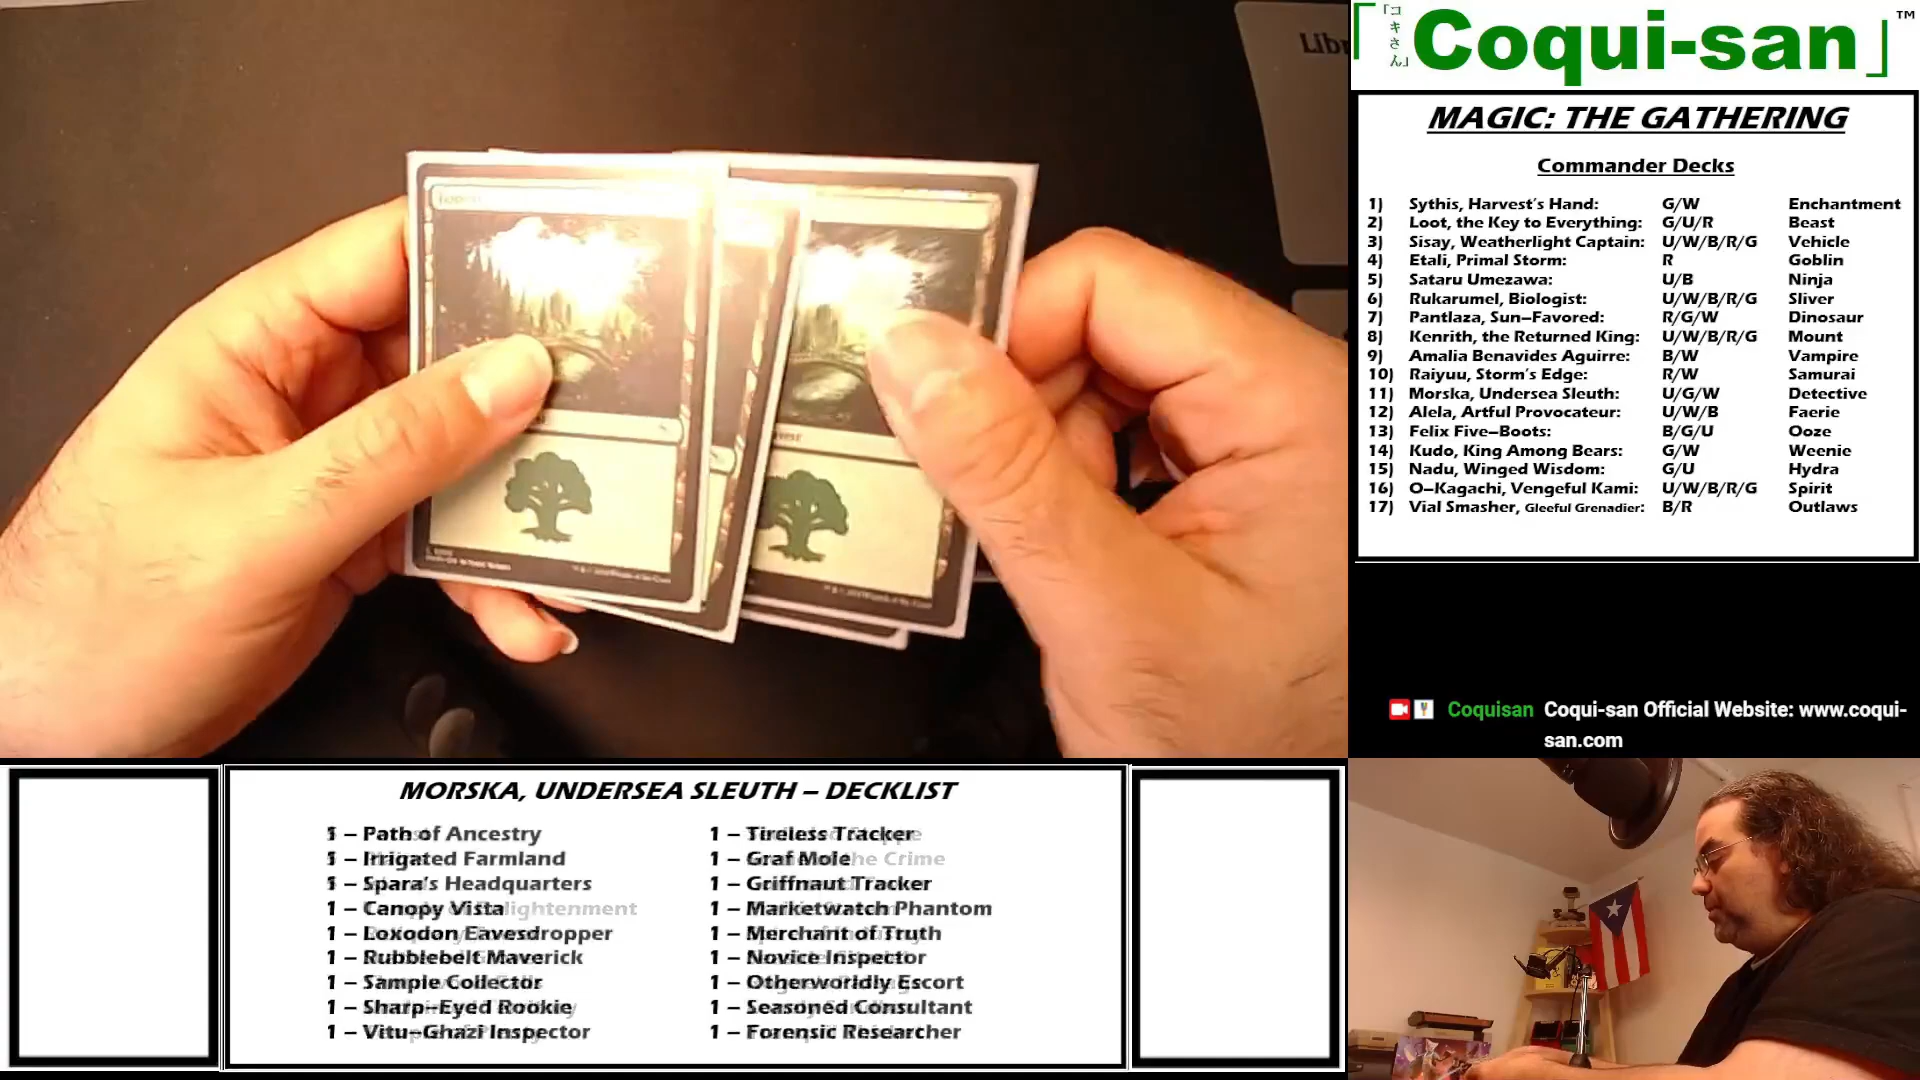 Libr
「コキさん」
「Coqui-san」™
MAGIC: THE GATHERING
Commander Decks
1) Sythis, Harvest's Hand: G/W Enchantment
2) Loot, the Key to Everything: G/U/R Beast
3) Sisay, Weatherlight Captain: U/W/B/R/G Vehicle
4) Etali, Primal Storm: R Goblin
5) Sataru Umezawa: U/B Ninja
6) Rukarumel, Biologist: U/W/B/R/G Sliver
7) Pantlaza, Sun-Favored: R/G/W Dinosaur
8) Kenrith, the Returned King: U/W/B/R/G Mount
9) Amalia Benavides Aguirre: B/W Vampire
10) Raiyuu, Storm's Edge: R/W Samurai
11) Morska, Undersea Sleuth: U/G/W Detective
12) Alela, Artful Provocateur: U/W/B Faerie
13) Felix Five-Boots: B/G/U Ooze
14) Kudo, King Among Bears: G/W Weenie
15) Nadu, Winged Wisdom: G/U Hydra
16) O-Kagachi, Vengeful Kami: U/W/B/R/G Spirit
17) Vial Smasher, Gleeful Grenadier: B/R Outlaws
Coquisan Coqui-san Official Website: www.coqui-
san.com
MORSKA, UNDERSEA SLEUTH – DECKLIST
1 – Path of Ancestry
1 – Irrigated Farmland
1 – Spara's Headquarters
1 – Canopy Vista
1 – Loxodon Eavesdropper
1 – Rubblebelt Maverick
1 – Sample Collector
1 – Sharp-Eyed Rookie
1 – Vitu-Ghazi Inspector
1 – Tireless Tracker
1 – Graf Mole
1 – Griffnaut Tracker
1 – Marketwatch Phantom
1 – Merchant of Truth
1 – Novice Inspector
1 – Otherworldly Escort
1 – Seasoned Consultant
1 – Forensic Researcher